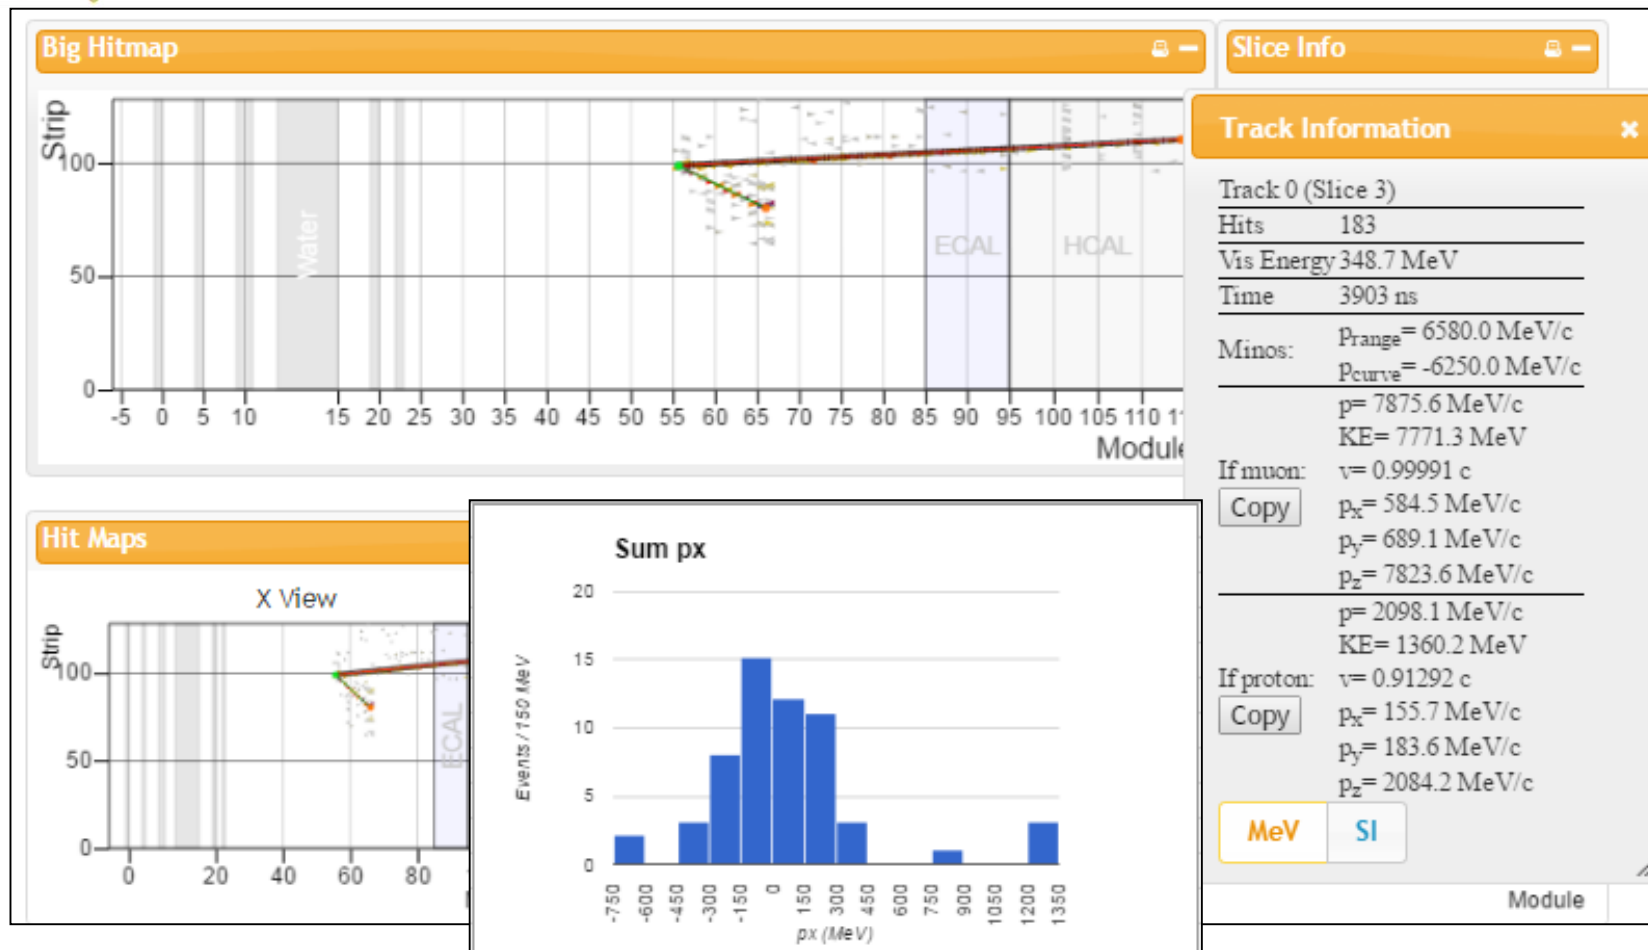 Big Hitmap
Strip
100
50
0
Water
ECAL
HCAL
-5 0 5 10 15 20 25 30 35 40 45 50 55 60 65 70 75 80 85 90 95 100 105 110
Slice Info
Track Information
Track 0 (Slice 3)
Hits 183
Vis Energy 348.7 MeV
Time 3903 ns
Minos: prange= 6580.0 MeV/c
pcurve= -6250.0 MeV/c
If muon: p= 7875.6 MeV/c
KE= 7771.3 MeV
v= 0.99991 c
Copy
px= 584.5 MeV/c
py= 689.1 MeV/c
pz= 7823.6 MeV/c
If proton: p= 2098.1 MeV/c
KE= 1360.2 MeV
v= 0.91292 c
Copy
px= 155.7 MeV/c
py= 183.6 MeV/c
pz= 2084.2 MeV/c
MeV SI
Module
Hit Maps
X View
Strip
100
50
0
ECAL
0 20 40 60 80
Sum px
Events / 150 MeV
20
15
10
5
0
-750 -600 -450 -300 -150 0 150 300 450 600 750 900 1050 1200 1350
px (MeV)